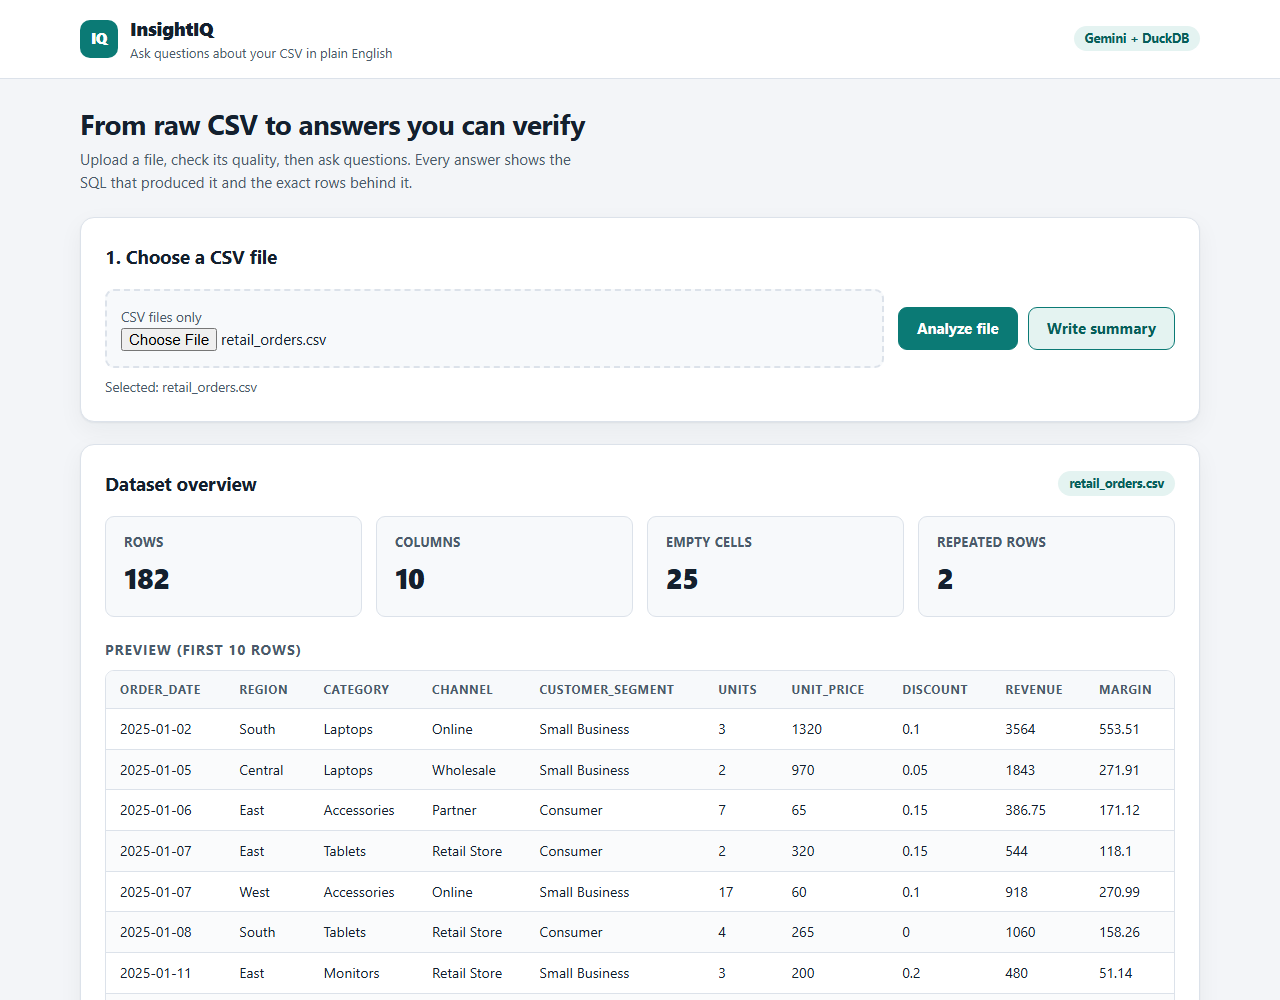 IQ
InsightIQ
Ask questions about your CSV in plain English
Gemini + DuckDB
From raw CSV to answers you can verify
Upload a file, check its quality, then ask questions. Every answer shows the
SQL that produced it and the exact rows behind it.
1. Choose a CSV file
CSV files only
Choose File retail_orders.csv
Analyze file
Write summary
Selected: retail_orders.csv
Dataset overview
retail_orders.csv
ROWS
182
COLUMNS
10
EMPTY CELLS
25
REPEATED ROWS
2
PREVIEW (FIRST 10 ROWS)
ORDER_DATE REGION CATEGORY CHANNEL CUSTOMER_SEGMENT UNITS UNIT_PRICE DISCOUNT REVENUE MARGIN
2025-01-02 South Laptops Online Small Business 3 1320 0.1 3564 553.51
2025-01-05 Central Laptops Wholesale Small Business 2 970 0.05 1843 271.91
2025-01-06 East Accessories Partner Consumer 7 65 0.15 386.75 171.12
2025-01-07 East Tablets Retail Store Consumer 2 320 0.15 544 118.1
2025-01-07 West Accessories Online Small Business 17 60 0.1 918 270.99
2025-01-08 South Tablets Retail Store Consumer 4 265 0 1060 158.26
2025-01-11 East Monitors Retail Store Small Business 3 200 0.2 480 51.14